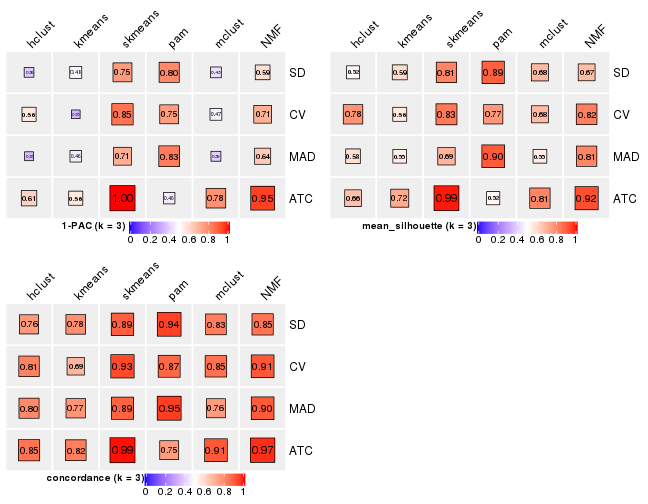 hclust kmeans skmeans pam mclust NMF
0.75 0.80 0.59 SD
0.56 0.85 0.75 0.47 0.71 CV
0.48 0.71 0.83 0.64 MAD
0.61 0.56 1.00 0.78 0.95 ATC
1-PAC (k = 3)
0 0.2 0.4 0.6 0.8 1
hclust kmeans skmeans pam mclust NMF
0.52 0.59 0.81 0.89 0.68 0.67 SD
0.78 0.56 0.83 0.77 0.68 0.82 CV
0.58 0.69 0.90 0.81 MAD
0.66 0.72 0.99 0.52 0.81 0.92 ATC
mean_silhouette (k = 3)
0 0.2 0.4 0.6 0.8 1
hclust kmeans skmeans pam mclust NMF
0.76 0.78 0.89 0.94 0.83 0.85 SD
0.81 0.69 0.93 0.87 0.85 0.91 CV
0.80 0.77 0.89 0.95 0.76 0.90 MAD
0.85 0.82 0.99 0.75 0.91 0.97 ATC
concordance (k = 3)
0 0.2 0.4 0.6 0.8 1